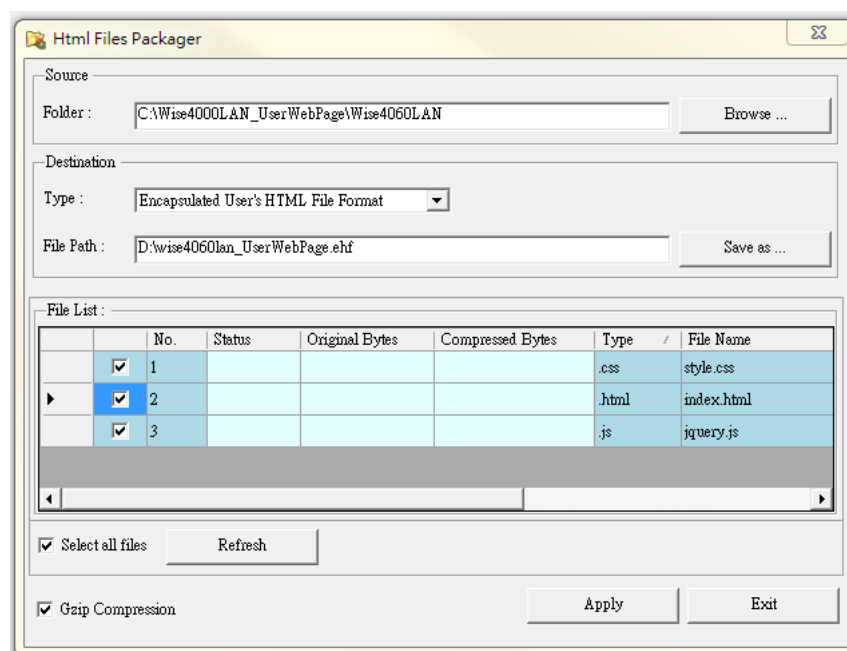 Html Files Packager
Source
Folder : C:\Wise4000LAN_UserWebPage\Wise4060LAN Browse ...
Destination
Type : Encapsulated User's HTML File Format
File Path : D:\wise4060lan_UserWebPage.ehf Save as ...
File List :
No. Status Original Bytes Compressed Bytes Type File Name
1 .css style.css
2 .html index.html
3 .js jquery.js
Select all files Refresh
Gzip Compression Apply Exit